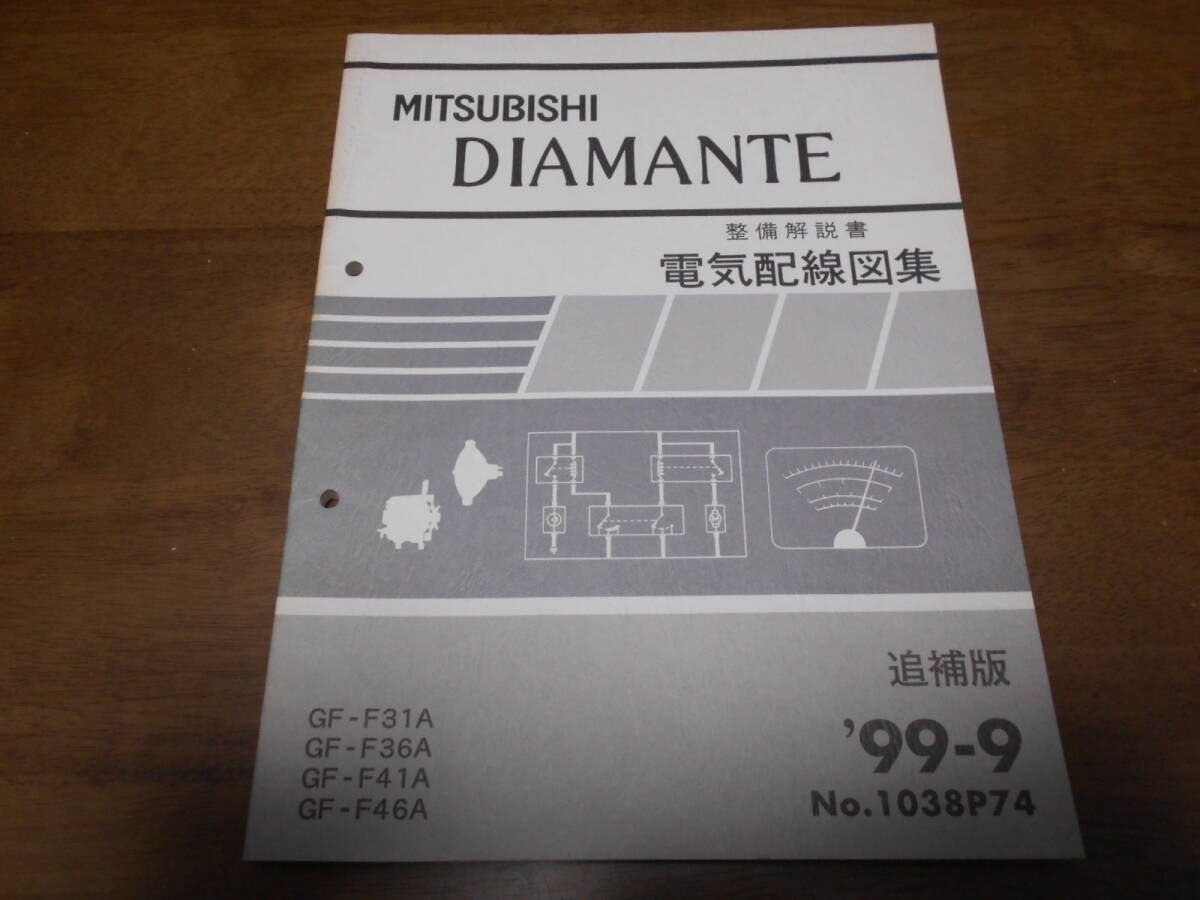 MITSUBISHI
DIAMANTE
整備解説書
電気配線図集
追補版
GF-F31A
GF-F36A
GF-F41A
GF-F46A
'99-9
No.1038P74